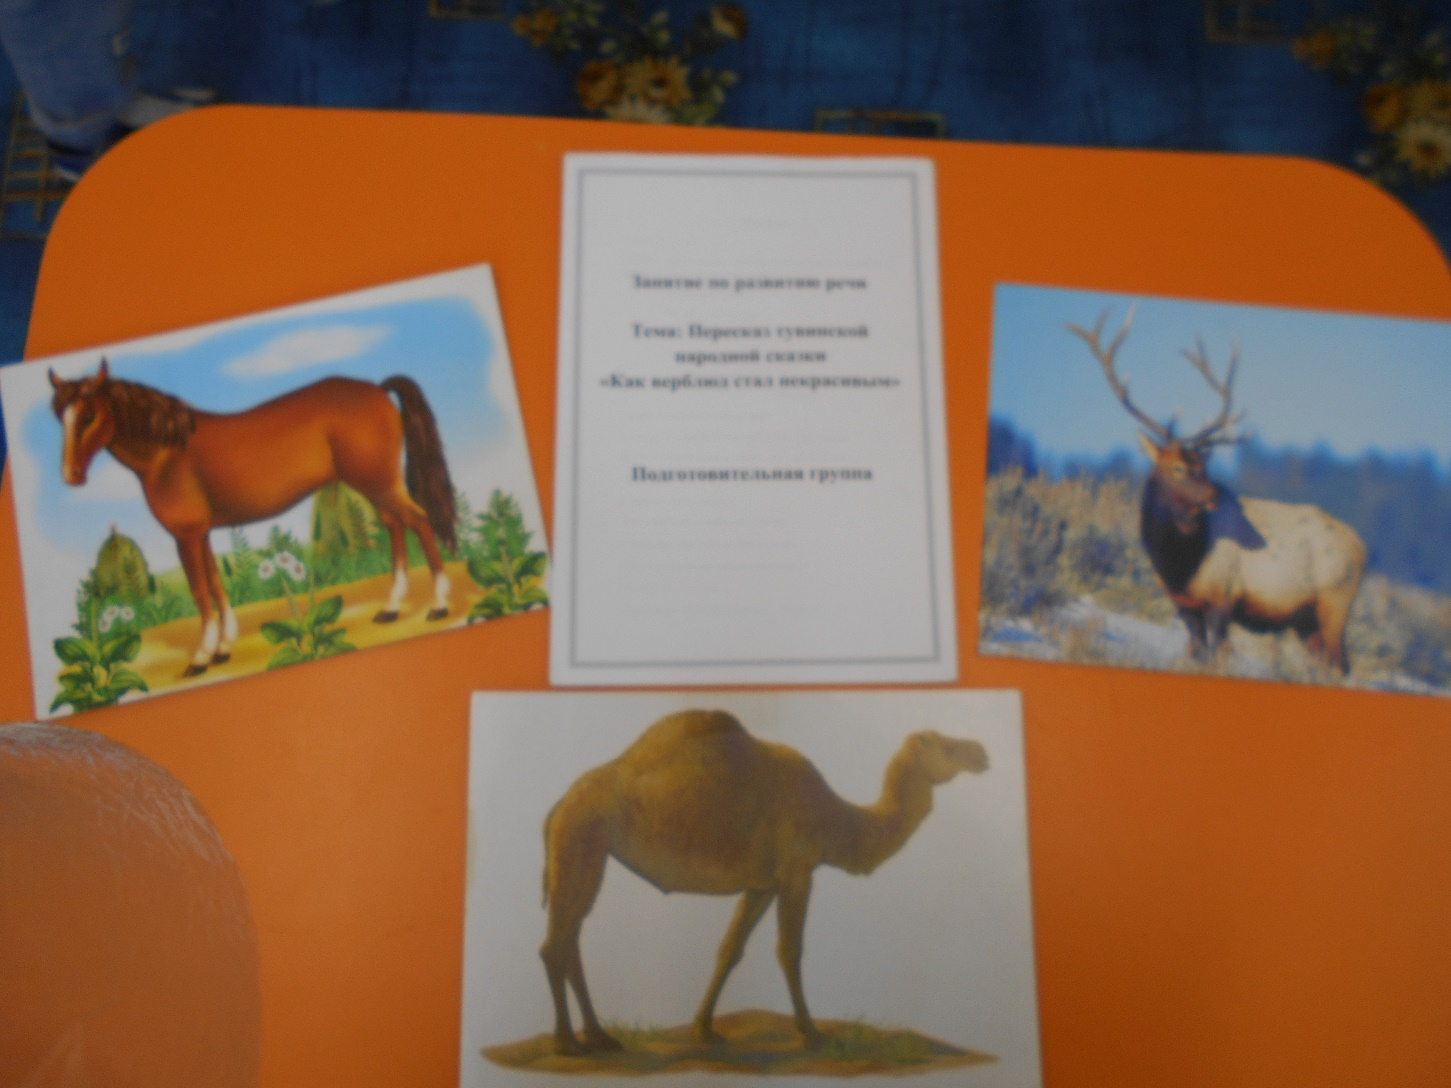 Занятие по развитию речи
Тема: Пересказ тувинской
народной сказки
«Как верблюд стал некрасивым»
Подготовительная группа